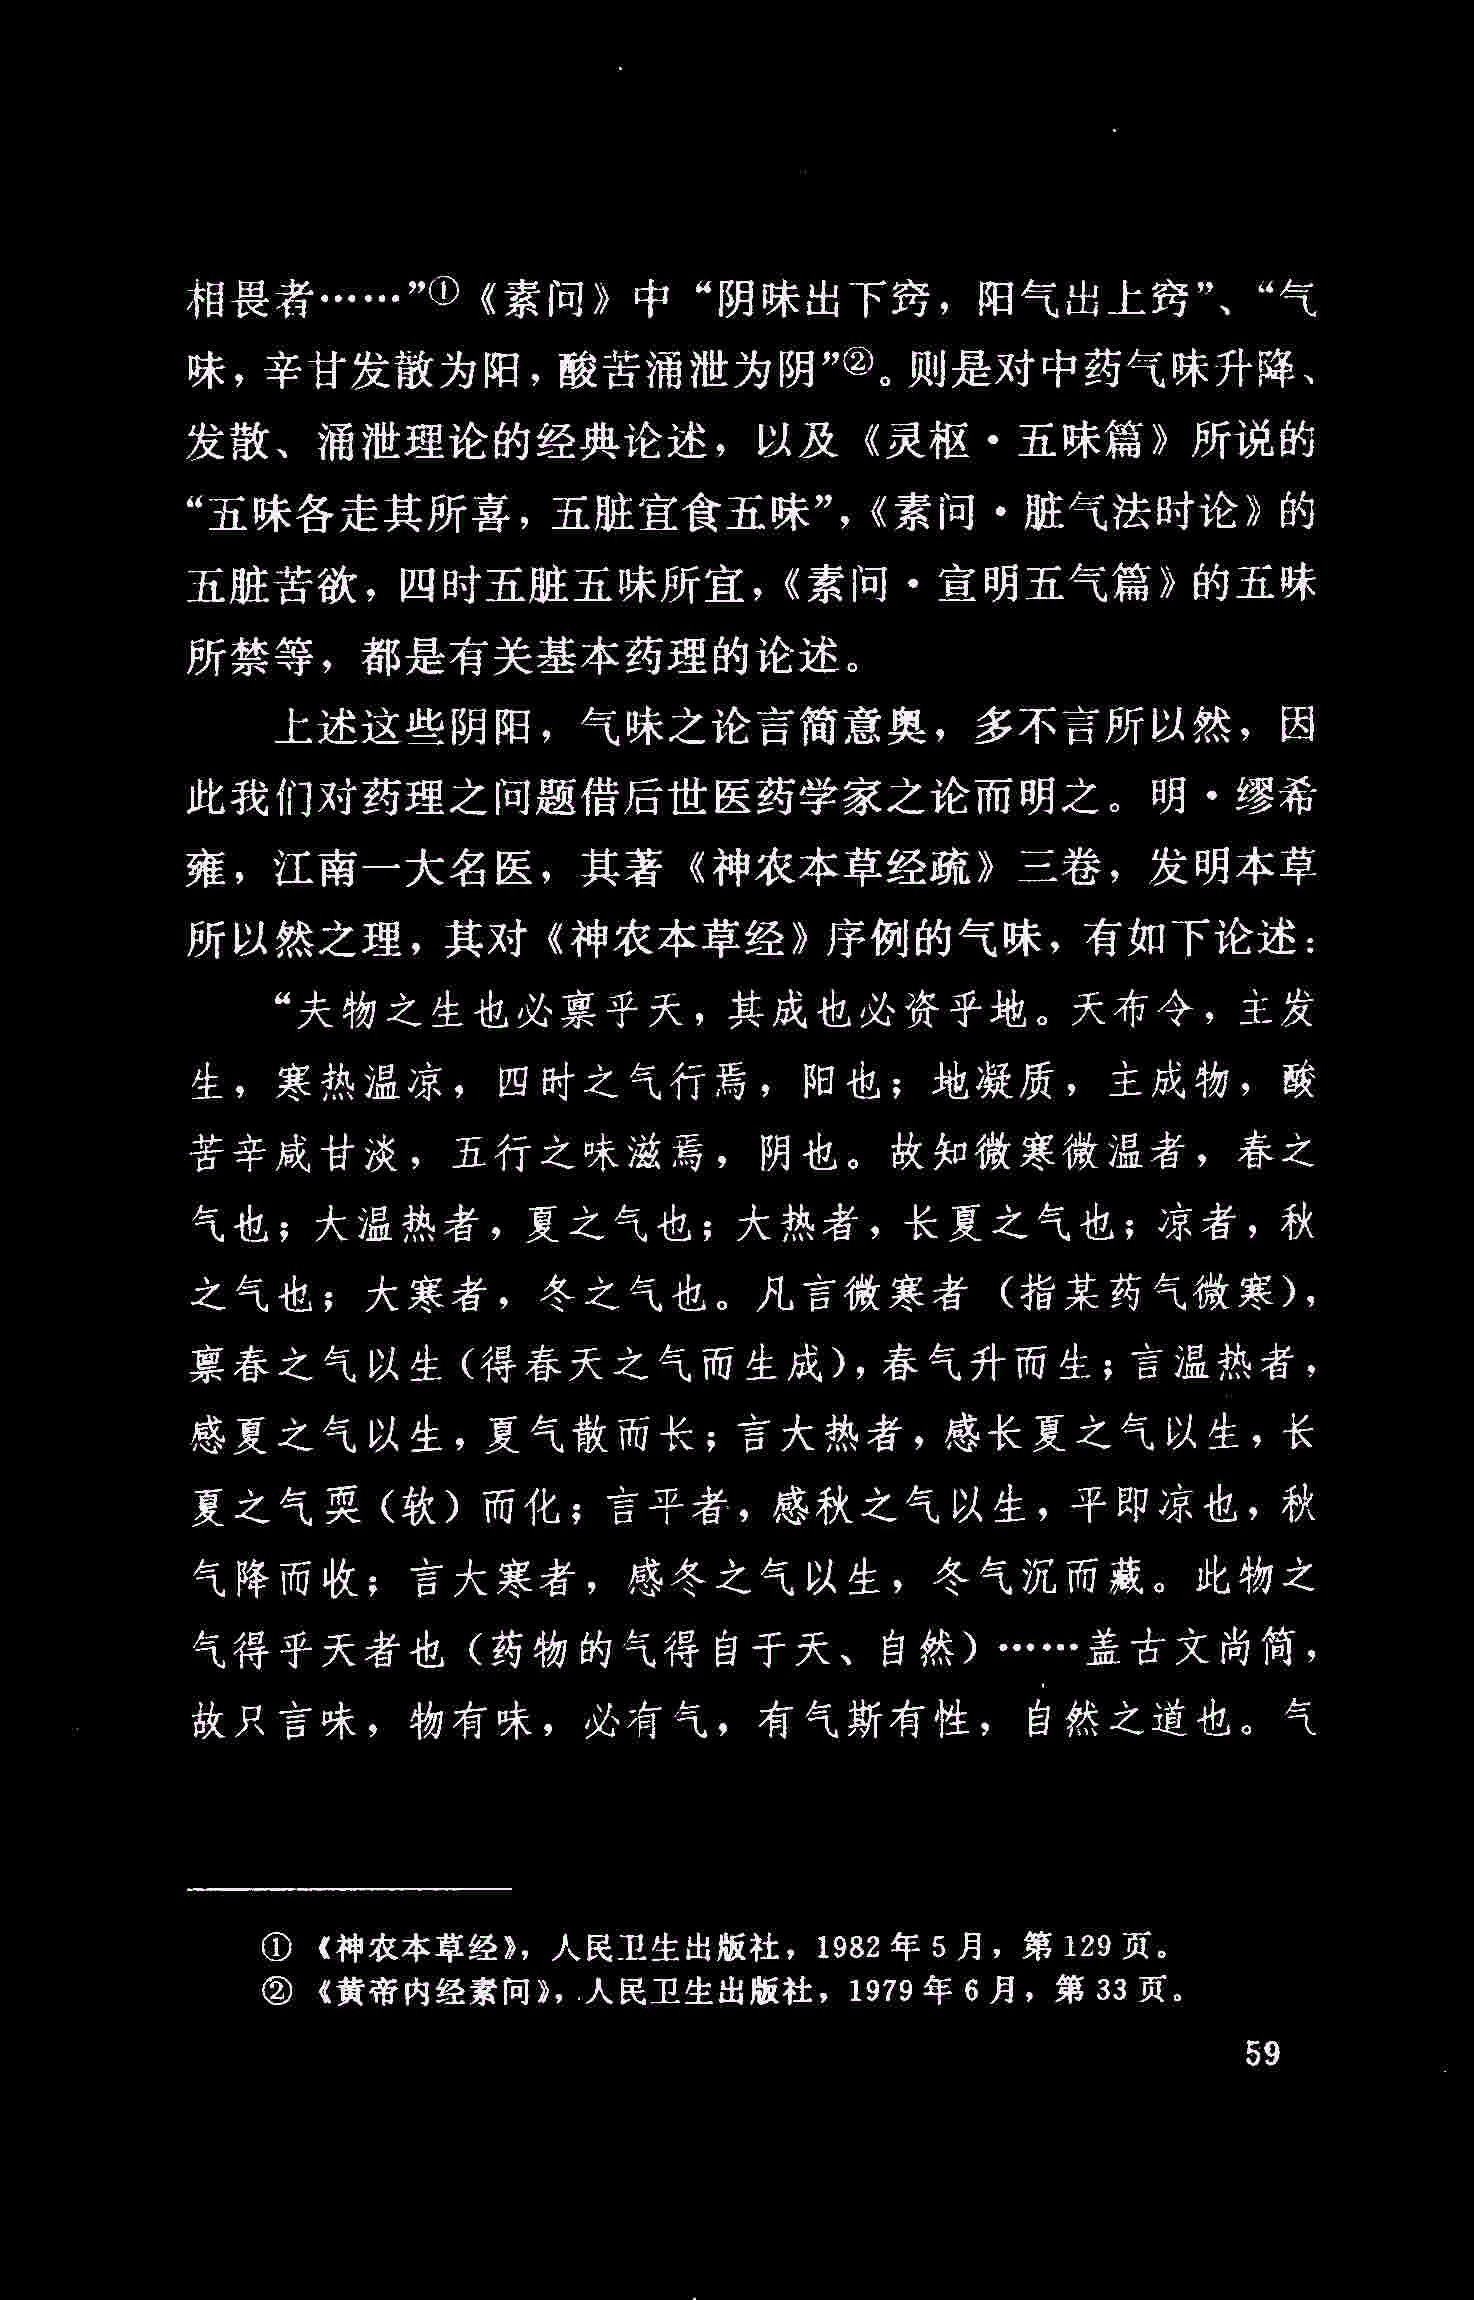 相畏者……”①《素问》中“阴味出下窍，阳气出上窍”、“气
味，辛甘发散为阳，酸苦涌泄为阴”②。则是对中药气味升降、
发散、涌泄理论的经典论述，以及《灵枢·五味篇》所说的
“五味各走其所喜，五脏宜食五味”，《素问·脏气法时论》的
五脏苦欲，四时五脏五味所宜，《素问·宣明五气篇》的五味
所禁等，都是有关基本药理的论述。
上述这些阴阳，气味之论言简意奥，多不言所以然，因
此我们对药理之问题借后世医药学家之论而明之。明·缪希
雍，江南一大名医，其著《神农本草经疏》三卷，发明本草
所以然之理，其对《神农本草经》序例的气味，有如下论述：
“夫物之生也必禀乎天，其成也必资乎地。天布令，主发
生，寒热温凉，四时之气行焉，阳也；地凝质，主成物，酸
苦辛咸甘淡，五行之味滋焉，阴也。故知微寒微温者，春之
气也；大温热者，夏之气也；大热者，长夏之气也；凉者，秋
之气也；大寒者，冬之气也。凡言微寒者（指某药气微寒），
禀春之气以生（得春天之气而生成），春气升而生；言温热者，
感夏之气以生，夏气散而长；言大热者，感长夏之气以生，长
夏之气耎（软）而化；言平者，感秋之气以生，平即凉也，秋
气降而收；言大寒者，感冬之气以生，冬气沉而藏。此物之
气得乎天者也（药物的气得自于天、自然）……盖古文尚简，
故只言味，物有味，必有气，有气斯有性，自然之道也。气
①《神农本草经》，人民卫生出版社，1982年5月，第129页。
②《黄帝内经素问》，人民卫生出版社，1979年6月，第33页。
59